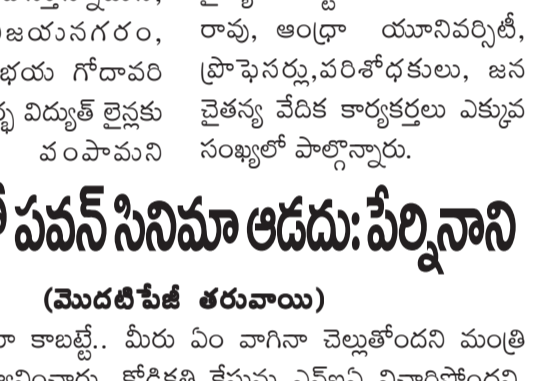 జయనగరం,
భయ గోదావరి
విద్యుత్ లైన్లకు
వంపామని
రావు, ఆంధ్రా యూనివర్సిటీ,
ప్రొఫెసర్లు,పరిశోధకులు, జన
చైతన్య వేదిక కార్యకర్తలు ఎక్కువ
సంఖ్యలో పాల్గొన్నారు.
పవన్ సినిమా ఆడదు: పేర్నినాని
(మొదటిపేజీ తరువాయి)
కాబట్టే.. మీరు ఏం వాగినా చెల్లుతోందని మంత్రి